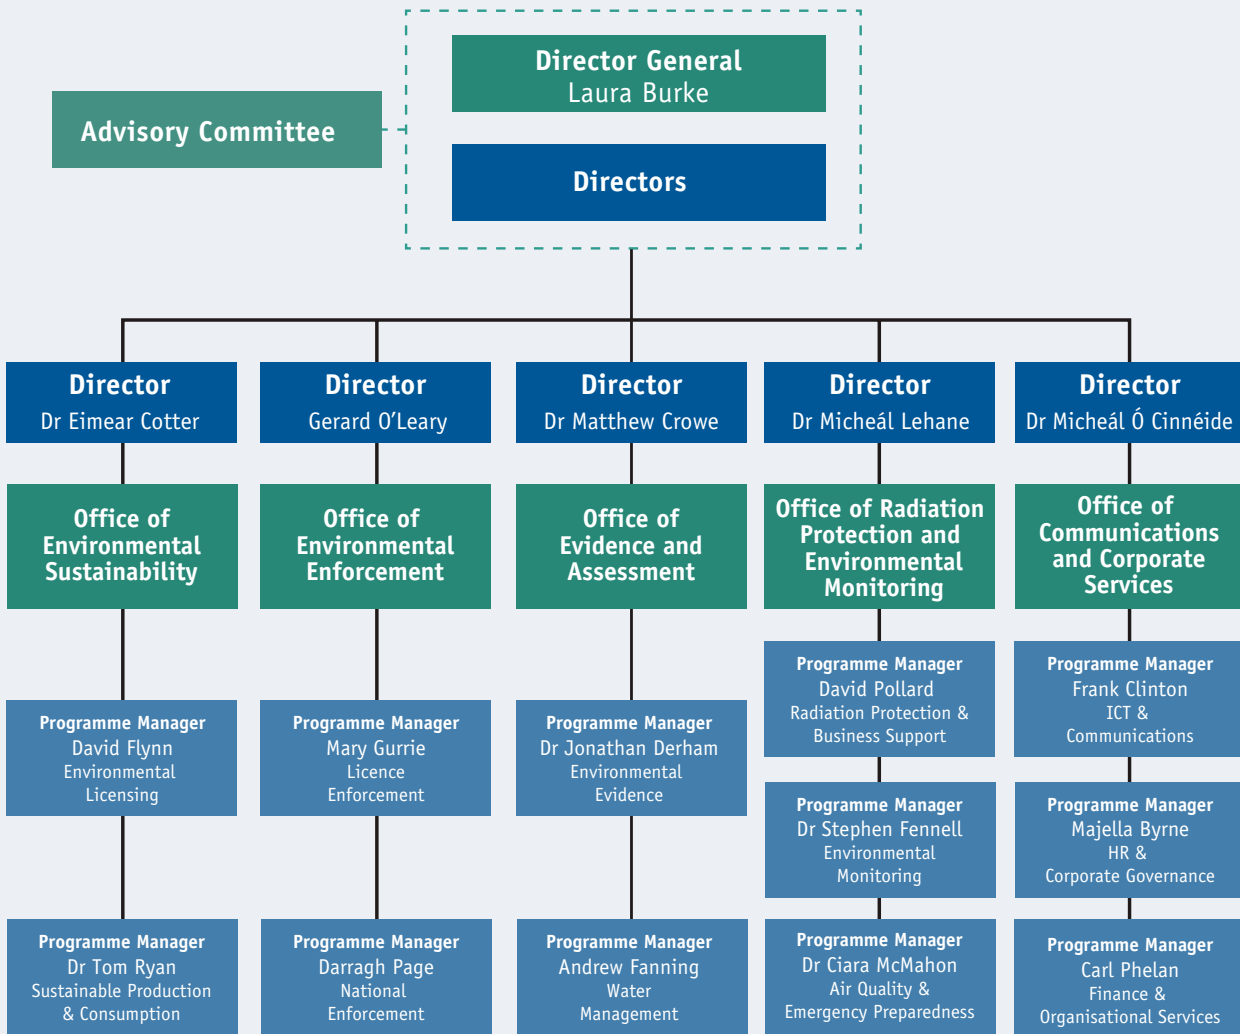 Director General
Laura Burke
Advisory Committee
Directors
Director
Dr Eimear Cotter
Director
Gerard O'Leary
Director
Dr Matthew Crowe
Director
Dr Micheál Lehane
Director
Dr Micheál Ó Cinnéide
Office of
Environmental
Sustainability
Office of
Environmental
Enforcement
Office of
Evidence and
Assessment
Office of Radiation
Protection and
Environmental
Monitoring
Office of
Communications
and Corporate
Services
Programme Manager
David Flynn
Environmental
Licensing
Programme Manager
Mary Gurrie
Licence
Enforcement
Programme Manager
Dr Jonathan Derham
Environmental
Evidence
Programme Manager
David Pollard
Radiation Protection &
Business Support
Programme Manager
Frank Clinton
ICT &
Communications
Programme Manager
Dr Stephen Fennell
Environmental
Monitoring
Programme Manager
Majella Byrne
HR &
Corporate Governance
Programme Manager
Dr Tom Ryan
Sustainable Production
& Consumption
Programme Manager
Darragh Page
National
Enforcement
Programme Manager
Andrew Fanning
Water
Management
Programme Manager
Dr Ciara McMahon
Air Quality &
Emergency Preparedness
Programme Manager
Carl Phelan
Finance &
Organisational Services